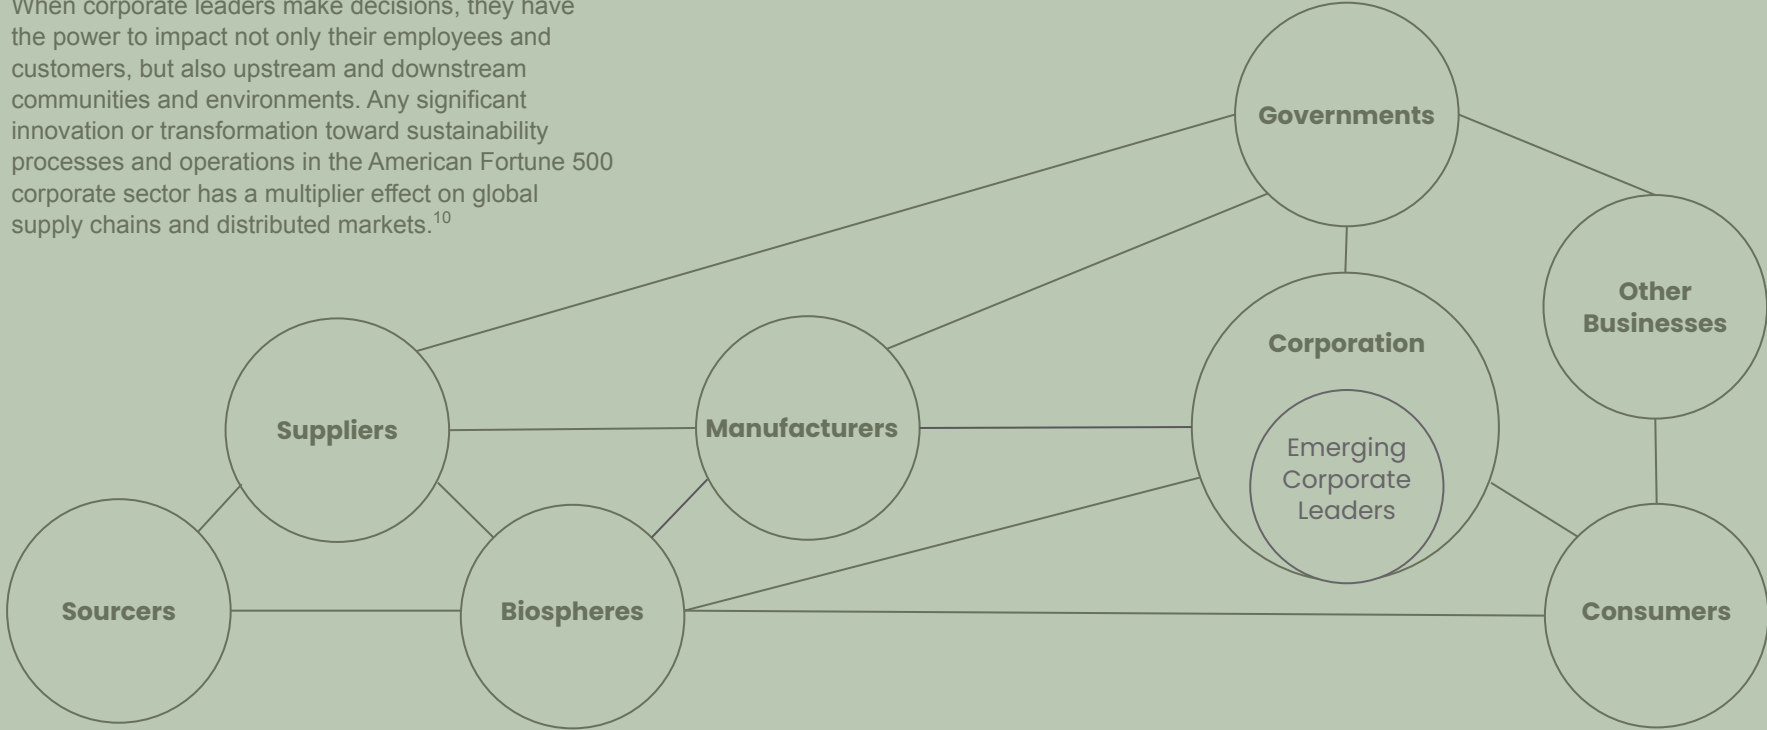 When corporate leaders make decisions, they have
the power to impact not only their employees and
customers, but also upstream and downstream
communities and environments. Any significant
innovation or transformation toward sustainability
processes and operations in the American Fortune 500
corporate sector has a multiplier effect on global
supply chains and distributed markets.10
Governments
Other
Businesses
Corporation
Suppliers
Manufacturers
Emerging
Corporate
Leaders
Sourcers
Biospheres
Consumers